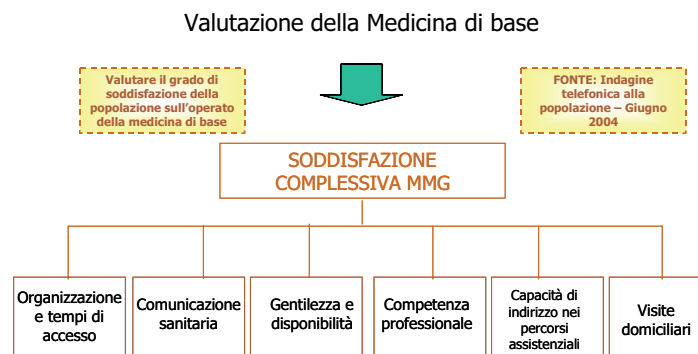 Valutazione della Medicina di base
Valutare il grado di
soddisfazione della
popolazione sull'operato
della medicina di base
FONTE: Indagine
telefonica alla
popolazione – Giugno
2004
SODDISFAZIONE
COMPLESSIVA MMG
Organizzazione
e tempi di
accesso
Comunicazione
sanitaria
Gentilezza e
disponibilità
Competenza
professionale
Capacità di
indirizzo nei
percorsi
assistenziali
Visite
domiciliari